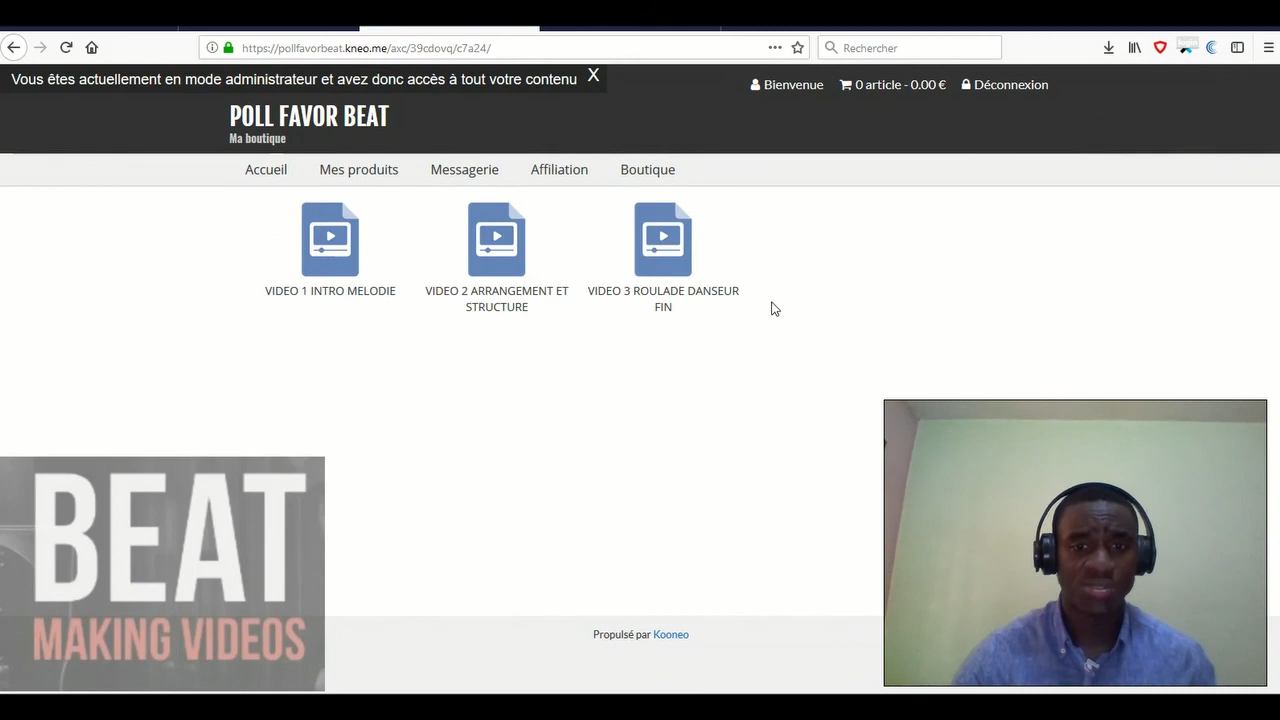 https://pollfavorbeat.kneo.me/axc/39cdovq/c7a24/
Rechercher
Vous êtes actuellement en mode administrateur et avez donc accès à tout votre contenu X
Bienvenue 0 article - 0.00 € Déconnexion
POLL FAVOR BEAT
Ma boutique
Accueil Mes produits Messagerie Affiliation Boutique
VIDEO 1 INTRO MELODIE
VIDEO 2 ARRANGEMENT ET
STRUCTURE
VIDEO 3 ROULADE DANSEUR
FIN
BEAT
MAKING VIDEOS
Propulsé par Kooneo